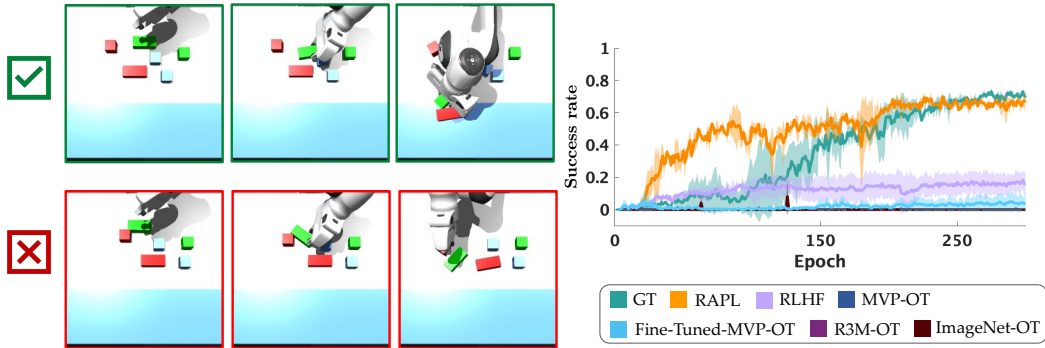 1
0.8
0.6
0.4
0.2
0
Success rate
0 150 250
Epoch
GT RAPL RLHF MVP-OT
Fine-Tuned-MVP-OT R3M-OT ImageNet-OT